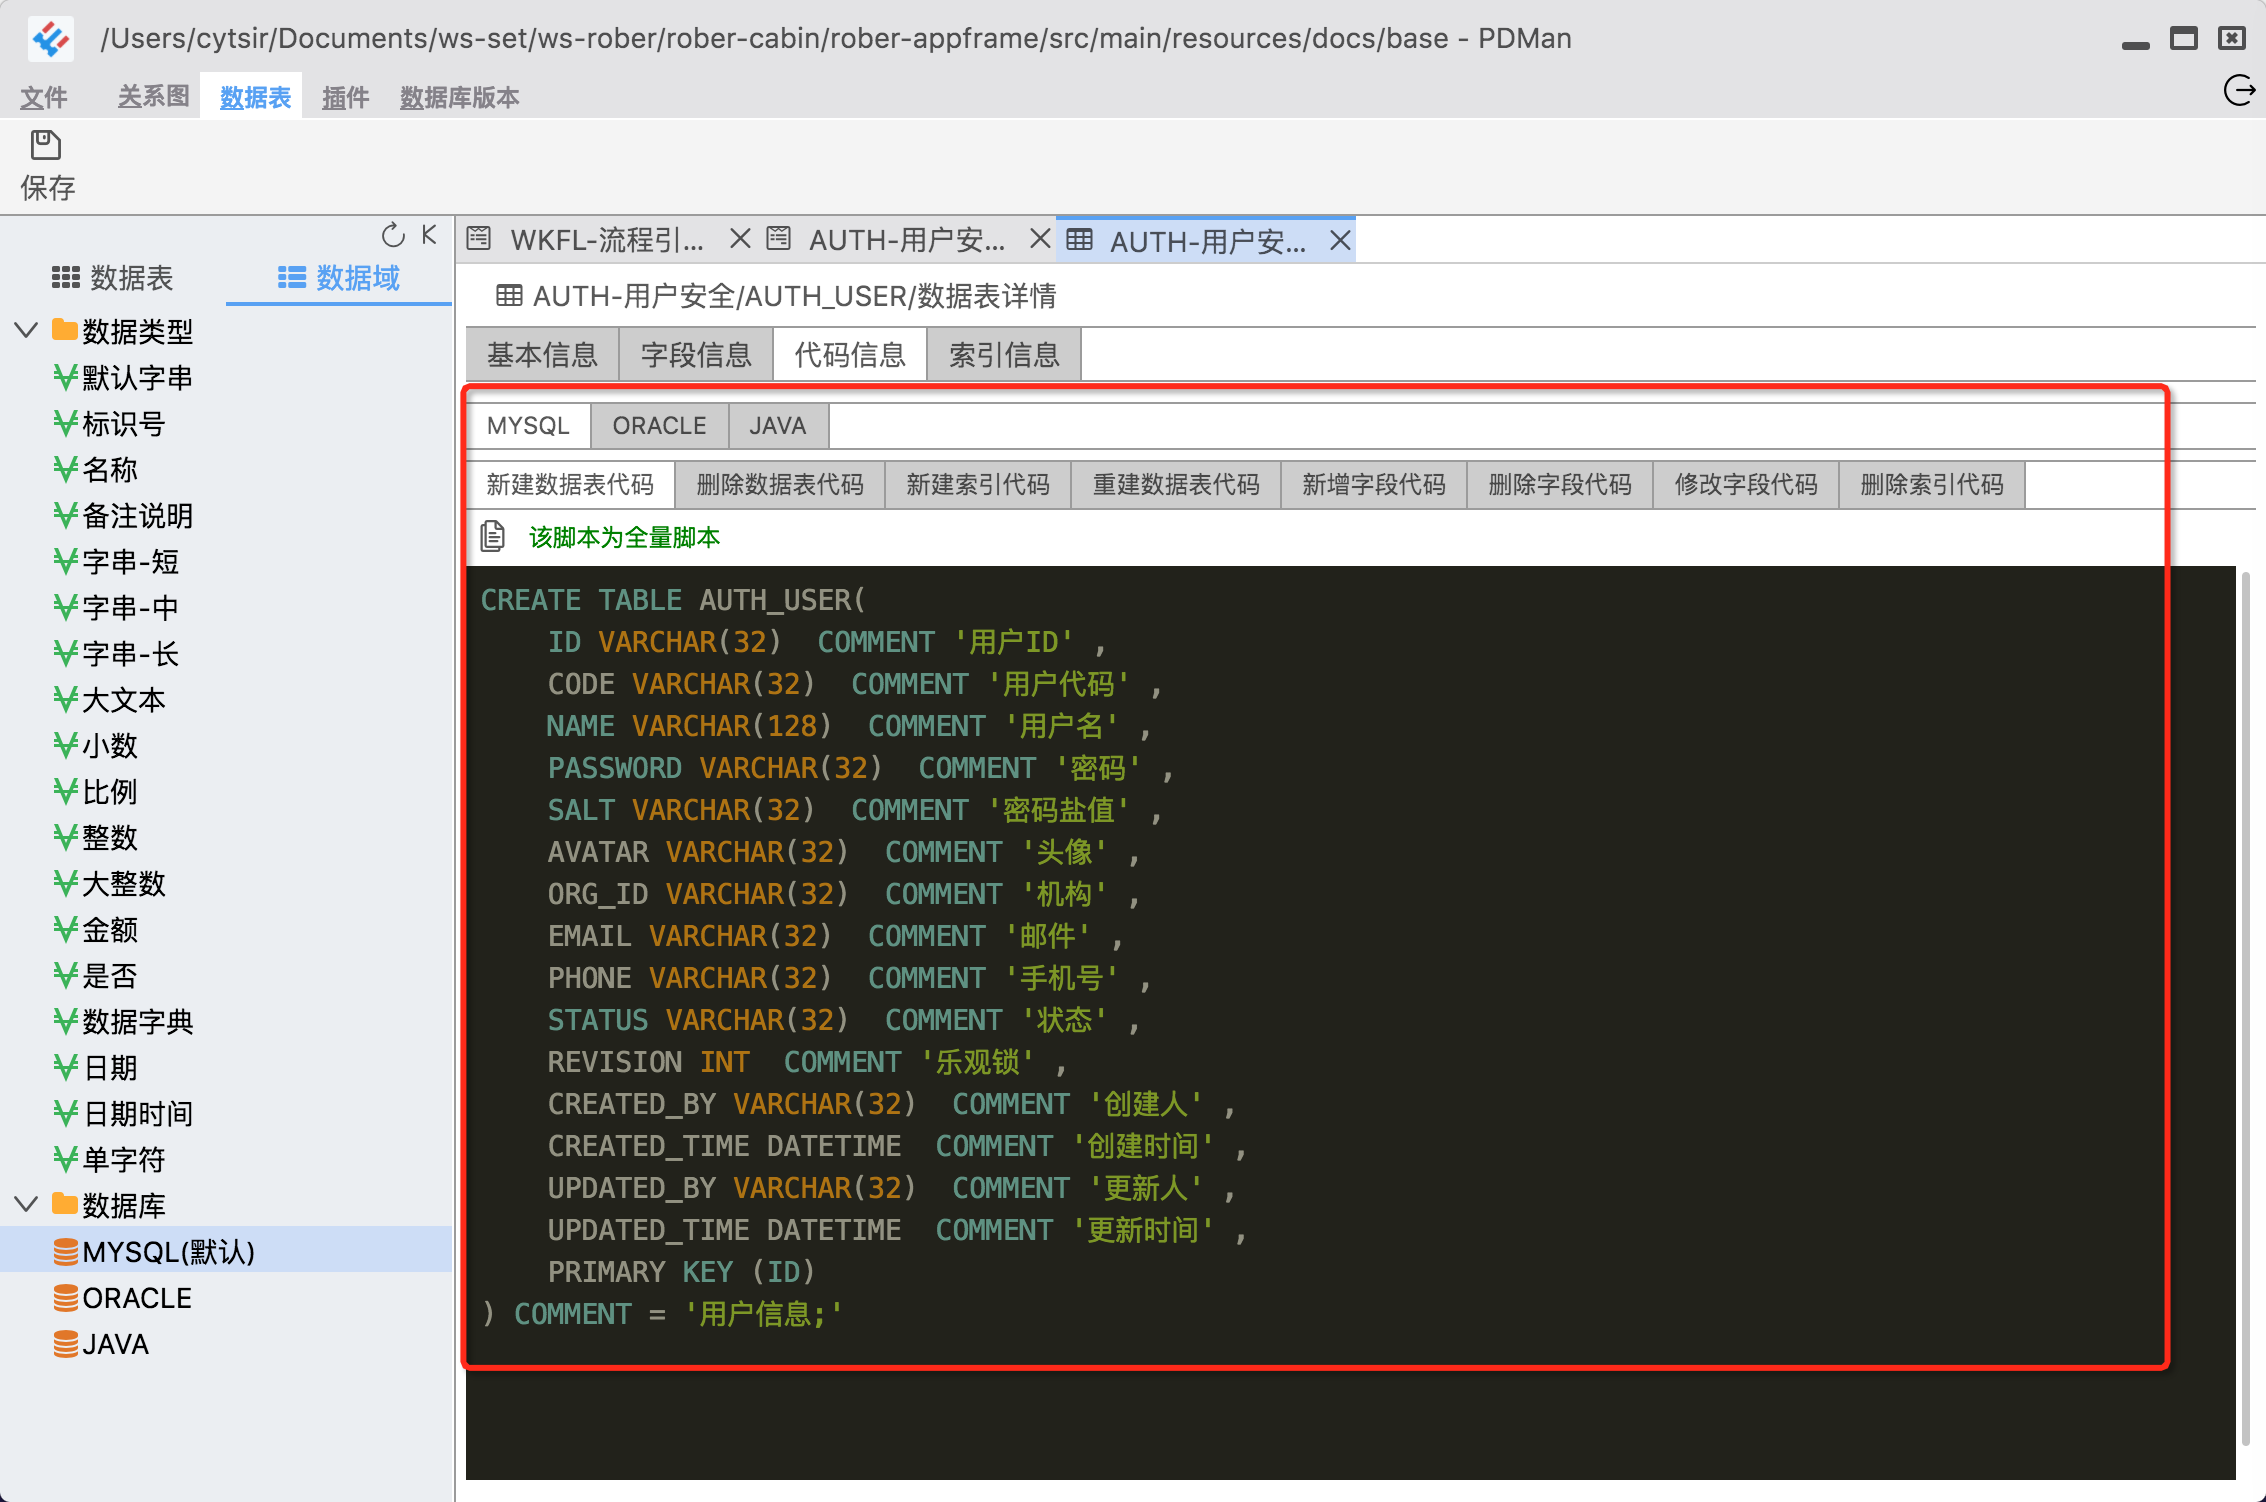 /Users/cytsir/Documents/ws-set/ws-rober/rober-cabin/rober-appframe/src/main/resources/docs/base - PDMan
文件 关系图 数据表 插件 数据库版本
保存
数据表 数据域
数据类型
默认字串
标识号
名称
备注说明
字串-短
字串-中
字串-长
大文本
小数
比例
整数
大整数
金额
是否
数据字典
日期
日期时间
单字符
数据库
MYSQL(默认)
ORACLE
JAVA
WKFL-流程引... AUTH-用户安... AUTH-用户安...
AUTH-用户安全/AUTH_USER/数据表详情
基本信息 字段信息 代码信息 索引信息
MYSQL ORACLE JAVA
新建数据表代码 删除数据表代码 新建索引代码 重建数据表代码 新增字段代码 删除字段代码 修改字段代码 删除索引代码
该脚本为全量脚本
CREATE TABLE AUTH_USER(
    ID VARCHAR(32)  COMMENT '用户ID' ,
    CODE VARCHAR(32)  COMMENT '用户代码' ,
    NAME VARCHAR(128)  COMMENT '用户名' ,
    PASSWORD VARCHAR(32)  COMMENT '密码' ,
    SALT VARCHAR(32)  COMMENT '密码盐值' ,
    AVATAR VARCHAR(32)  COMMENT '头像' ,
    ORG_ID VARCHAR(32)  COMMENT '机构' ,
    EMAIL VARCHAR(32)  COMMENT '邮件' ,
    PHONE VARCHAR(32)  COMMENT '手机号' ,
    STATUS VARCHAR(32)  COMMENT '状态' ,
    REVISION INT  COMMENT '乐观锁' ,
    CREATED_BY VARCHAR(32)  COMMENT '创建人' ,
    CREATED_TIME DATETIME  COMMENT '创建时间' ,
    UPDATED_BY VARCHAR(32)  COMMENT '更新人' ,
    UPDATED_TIME DATETIME  COMMENT '更新时间' ,
    PRIMARY KEY (ID)
) COMMENT = '用户信息;'